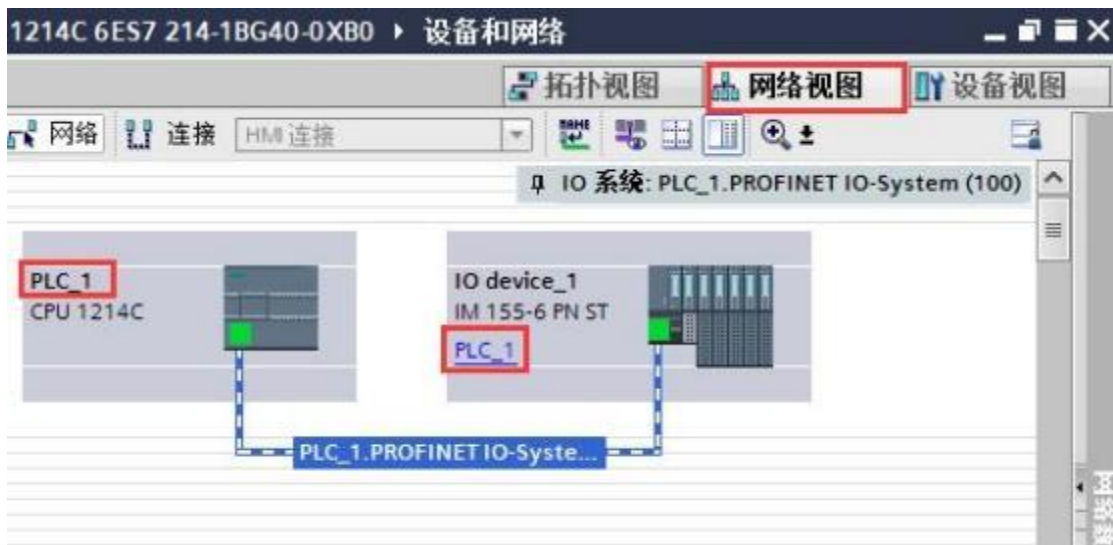 1214C 6ES7 214-1BG40-0XB0 ▸ 设备和网络
拓扑视图 网络视图 设备视图
网络 连接 HMI 连接
IO 系统: PLC_1.PROFINET IO-System (100)
PLC_1
CPU 1214C
IO device_1
IM 155-6 PN ST
PLC_1
PLC_1.PROFINET IO-Syste...